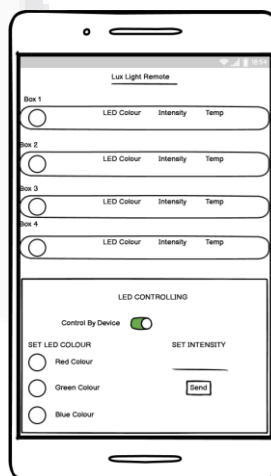 18:54
Lux Light Remote
Box 1
LED Colour Intensity Temp
Box 2
LED Colour Intensity Temp
Box 3
LED Colour Intensity Temp
Box 4
LED Colour Intensity Temp
LED CONTROLLING
Control By Device
SET LED COLOUR SET INTENSITY
Red Colour
Green Colour Send
Blue Colour